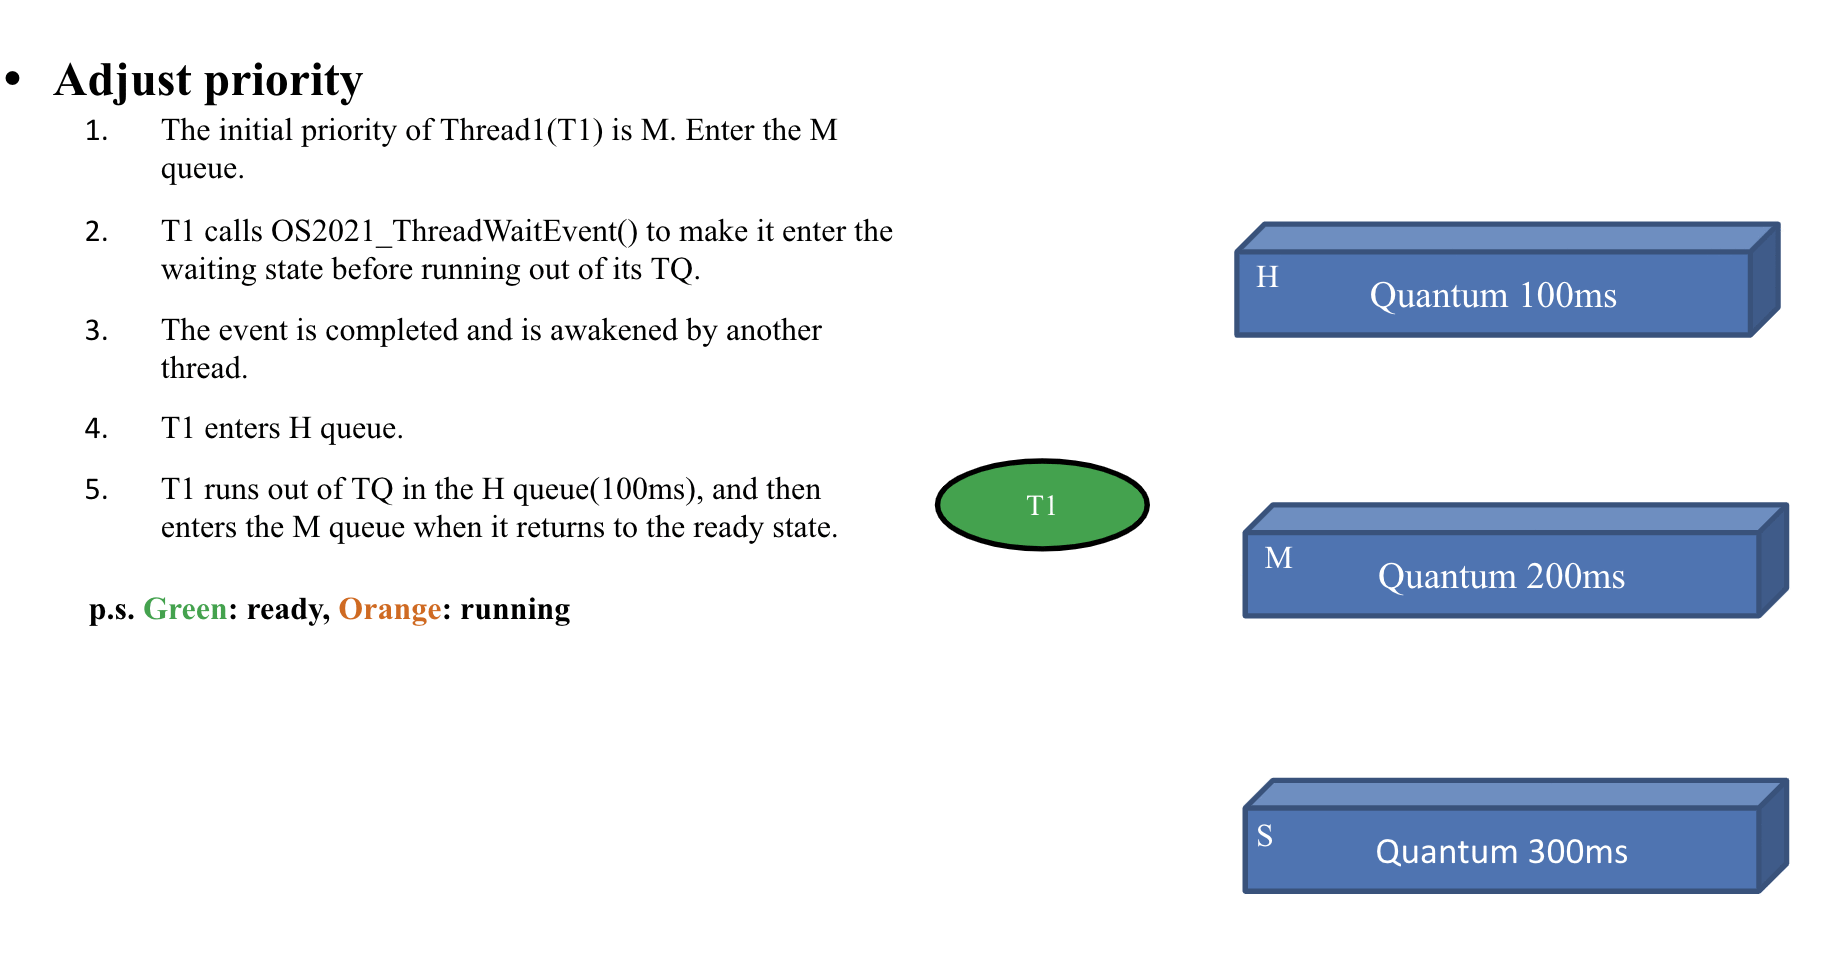 • Adjust priority
1. The initial priority of Thread1(T1) is M. Enter the M
queue.
2. T1 calls OS2021_ThreadWaitEvent() to make it enter the
waiting state before running out of its TQ.
3. The event is completed and is awakened by another
thread.
4. T1 enters H queue.
5. T1 runs out of TQ in the H queue(100ms), and then
enters the M queue when it returns to the ready state.
p.s. Green: ready, Orange: running
T1
H
Quantum 100ms
M
Quantum 200ms
S
Quantum 300ms